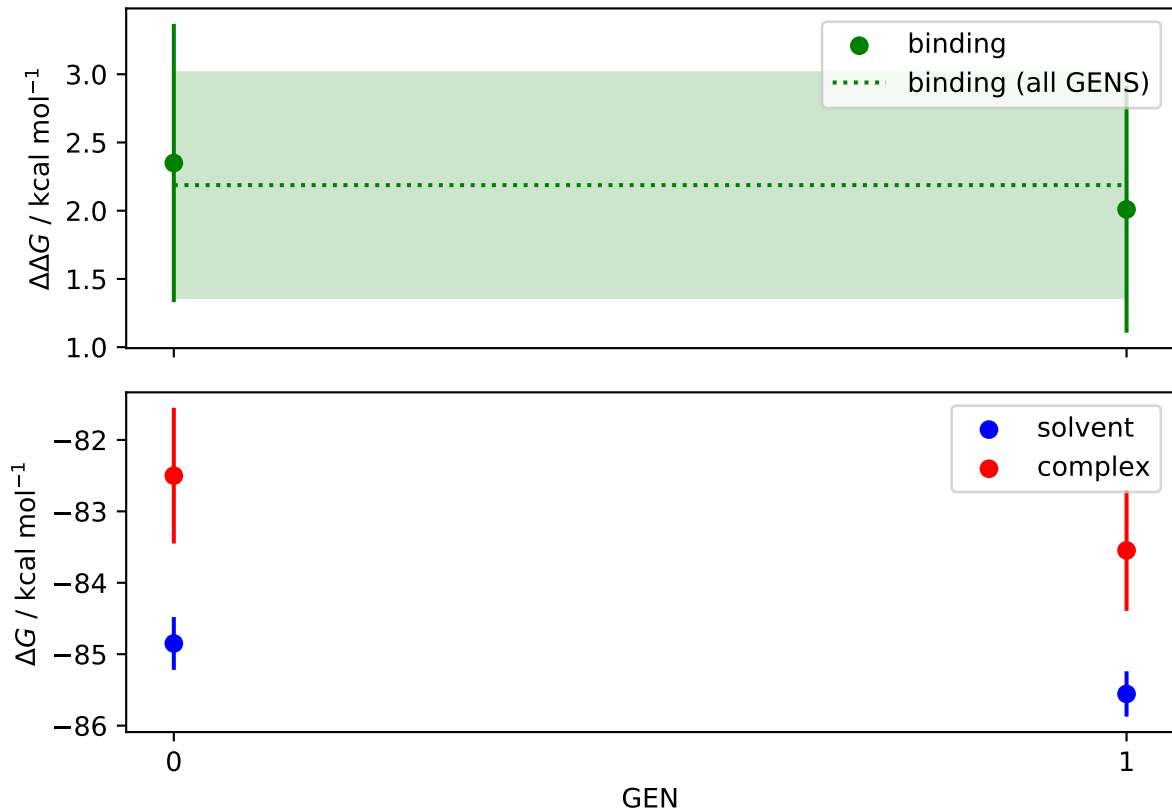 ΔΔG / kcal mol⁻¹
3.0
2.5
2.0
1.5
1.0
binding
binding (all GENS)
ΔG / kcal mol⁻¹
−82
−83
−84
−85
−86
solvent
complex
0
1
GEN